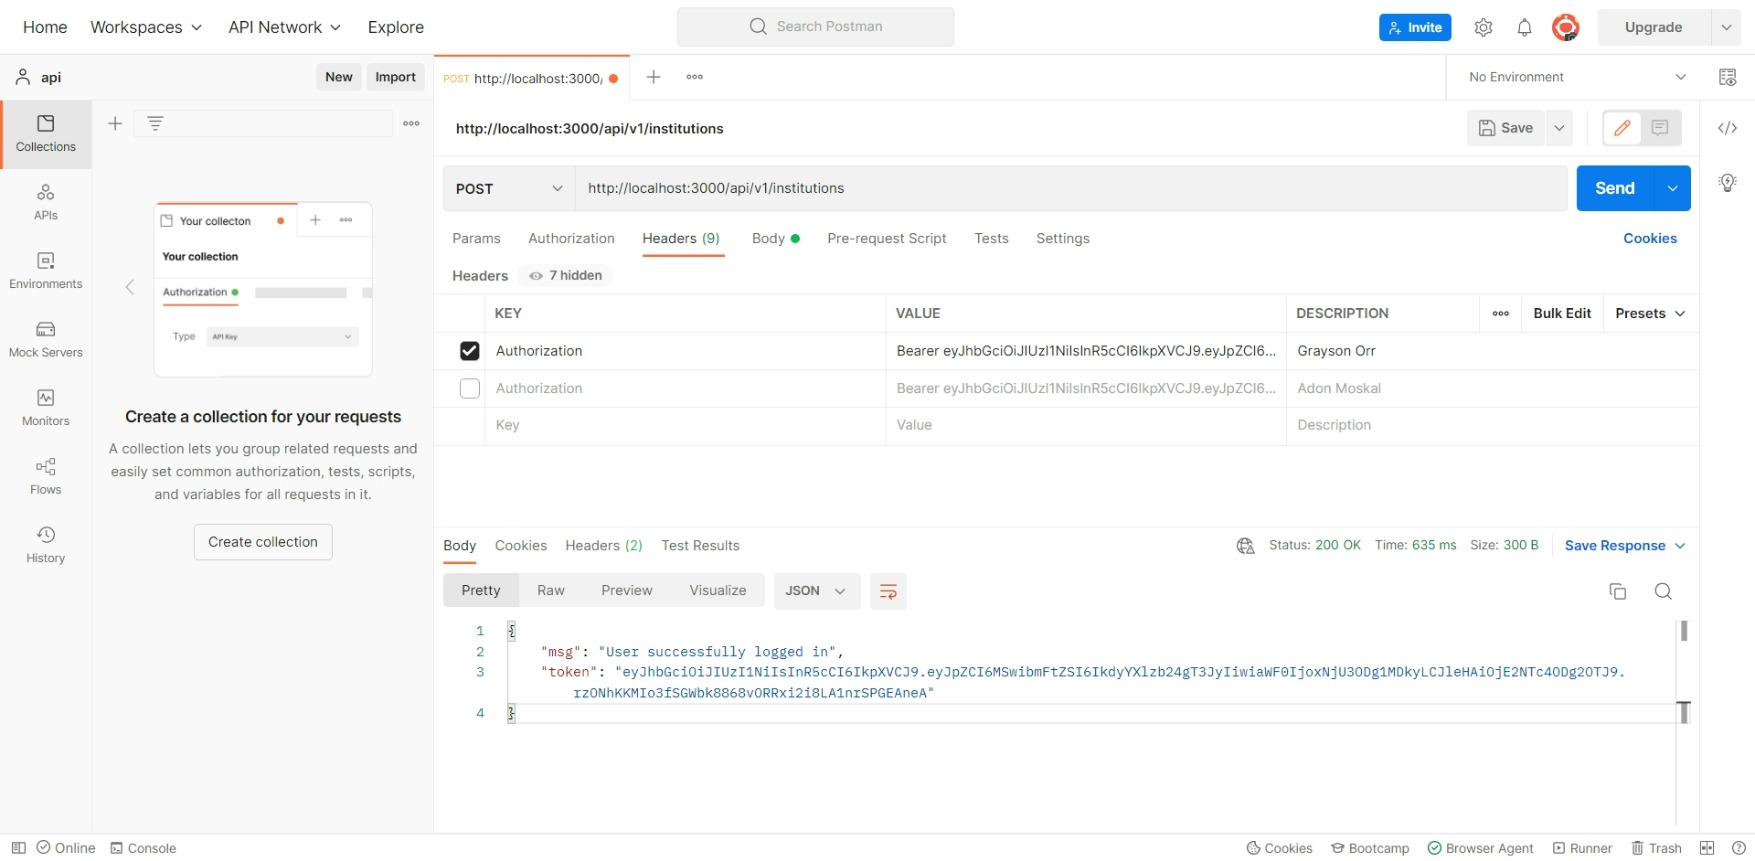 Home Workspaces API Network Explore Search Postman Invite Upgrade
api New Import POST http://localhost:3000/ No Environment
Collections
APIs
Environments
Mock Servers
Monitors
Flows
History
Your collecton
Your collection
Authorization
Type API Key
Create a collection for your requests
A collection lets you group related requests and
easily set common authorization, tests, scripts,
and variables for all requests in it.
Create collection
http://localhost:3000/api/v1/institutions Save
POST http://localhost:3000/api/v1/institutions Send
Params Authorization Headers (9) Body Pre-request Script Tests Settings Cookies
Headers 7 hidden
KEY VALUE DESCRIPTION Bulk Edit Presets
Authorization Bearer eyJhbGciOiJIUzI1NiIsInR5cCI6IkpXVCJ9.eyJpZCI6... Grayson Orr
Authorization Bearer eyJhbGciOiJIUzI1NiIsInR5cCI6IkpXVCJ9.eyJpZCI6... Adon Moskal
Key Value Description
Body Cookies Headers (2) Test Results Status: 200 OK Time: 635 ms Size: 300 B Save Response
Pretty Raw Preview Visualize JSON
1 {
2 "msg": "User successfully logged in",
3 "token": "eyJhbGciOiJIUzI1NiIsInR5cCI6IkpXVCJ9.eyJpZCI6MSwibmFtZSI6IkdyYXlzb24gT3JyIiwiaWF0IjoxNjU3ODg1MDkyLCJleHAiOjE2NTc4ODg2OTJ9.
rzONhKKMIo3fSGWbk8868vORRxi2i8LA1nrSPGEAneA"
4 }
Online Console Cookies Bootcamp Browser Agent Runner Trash